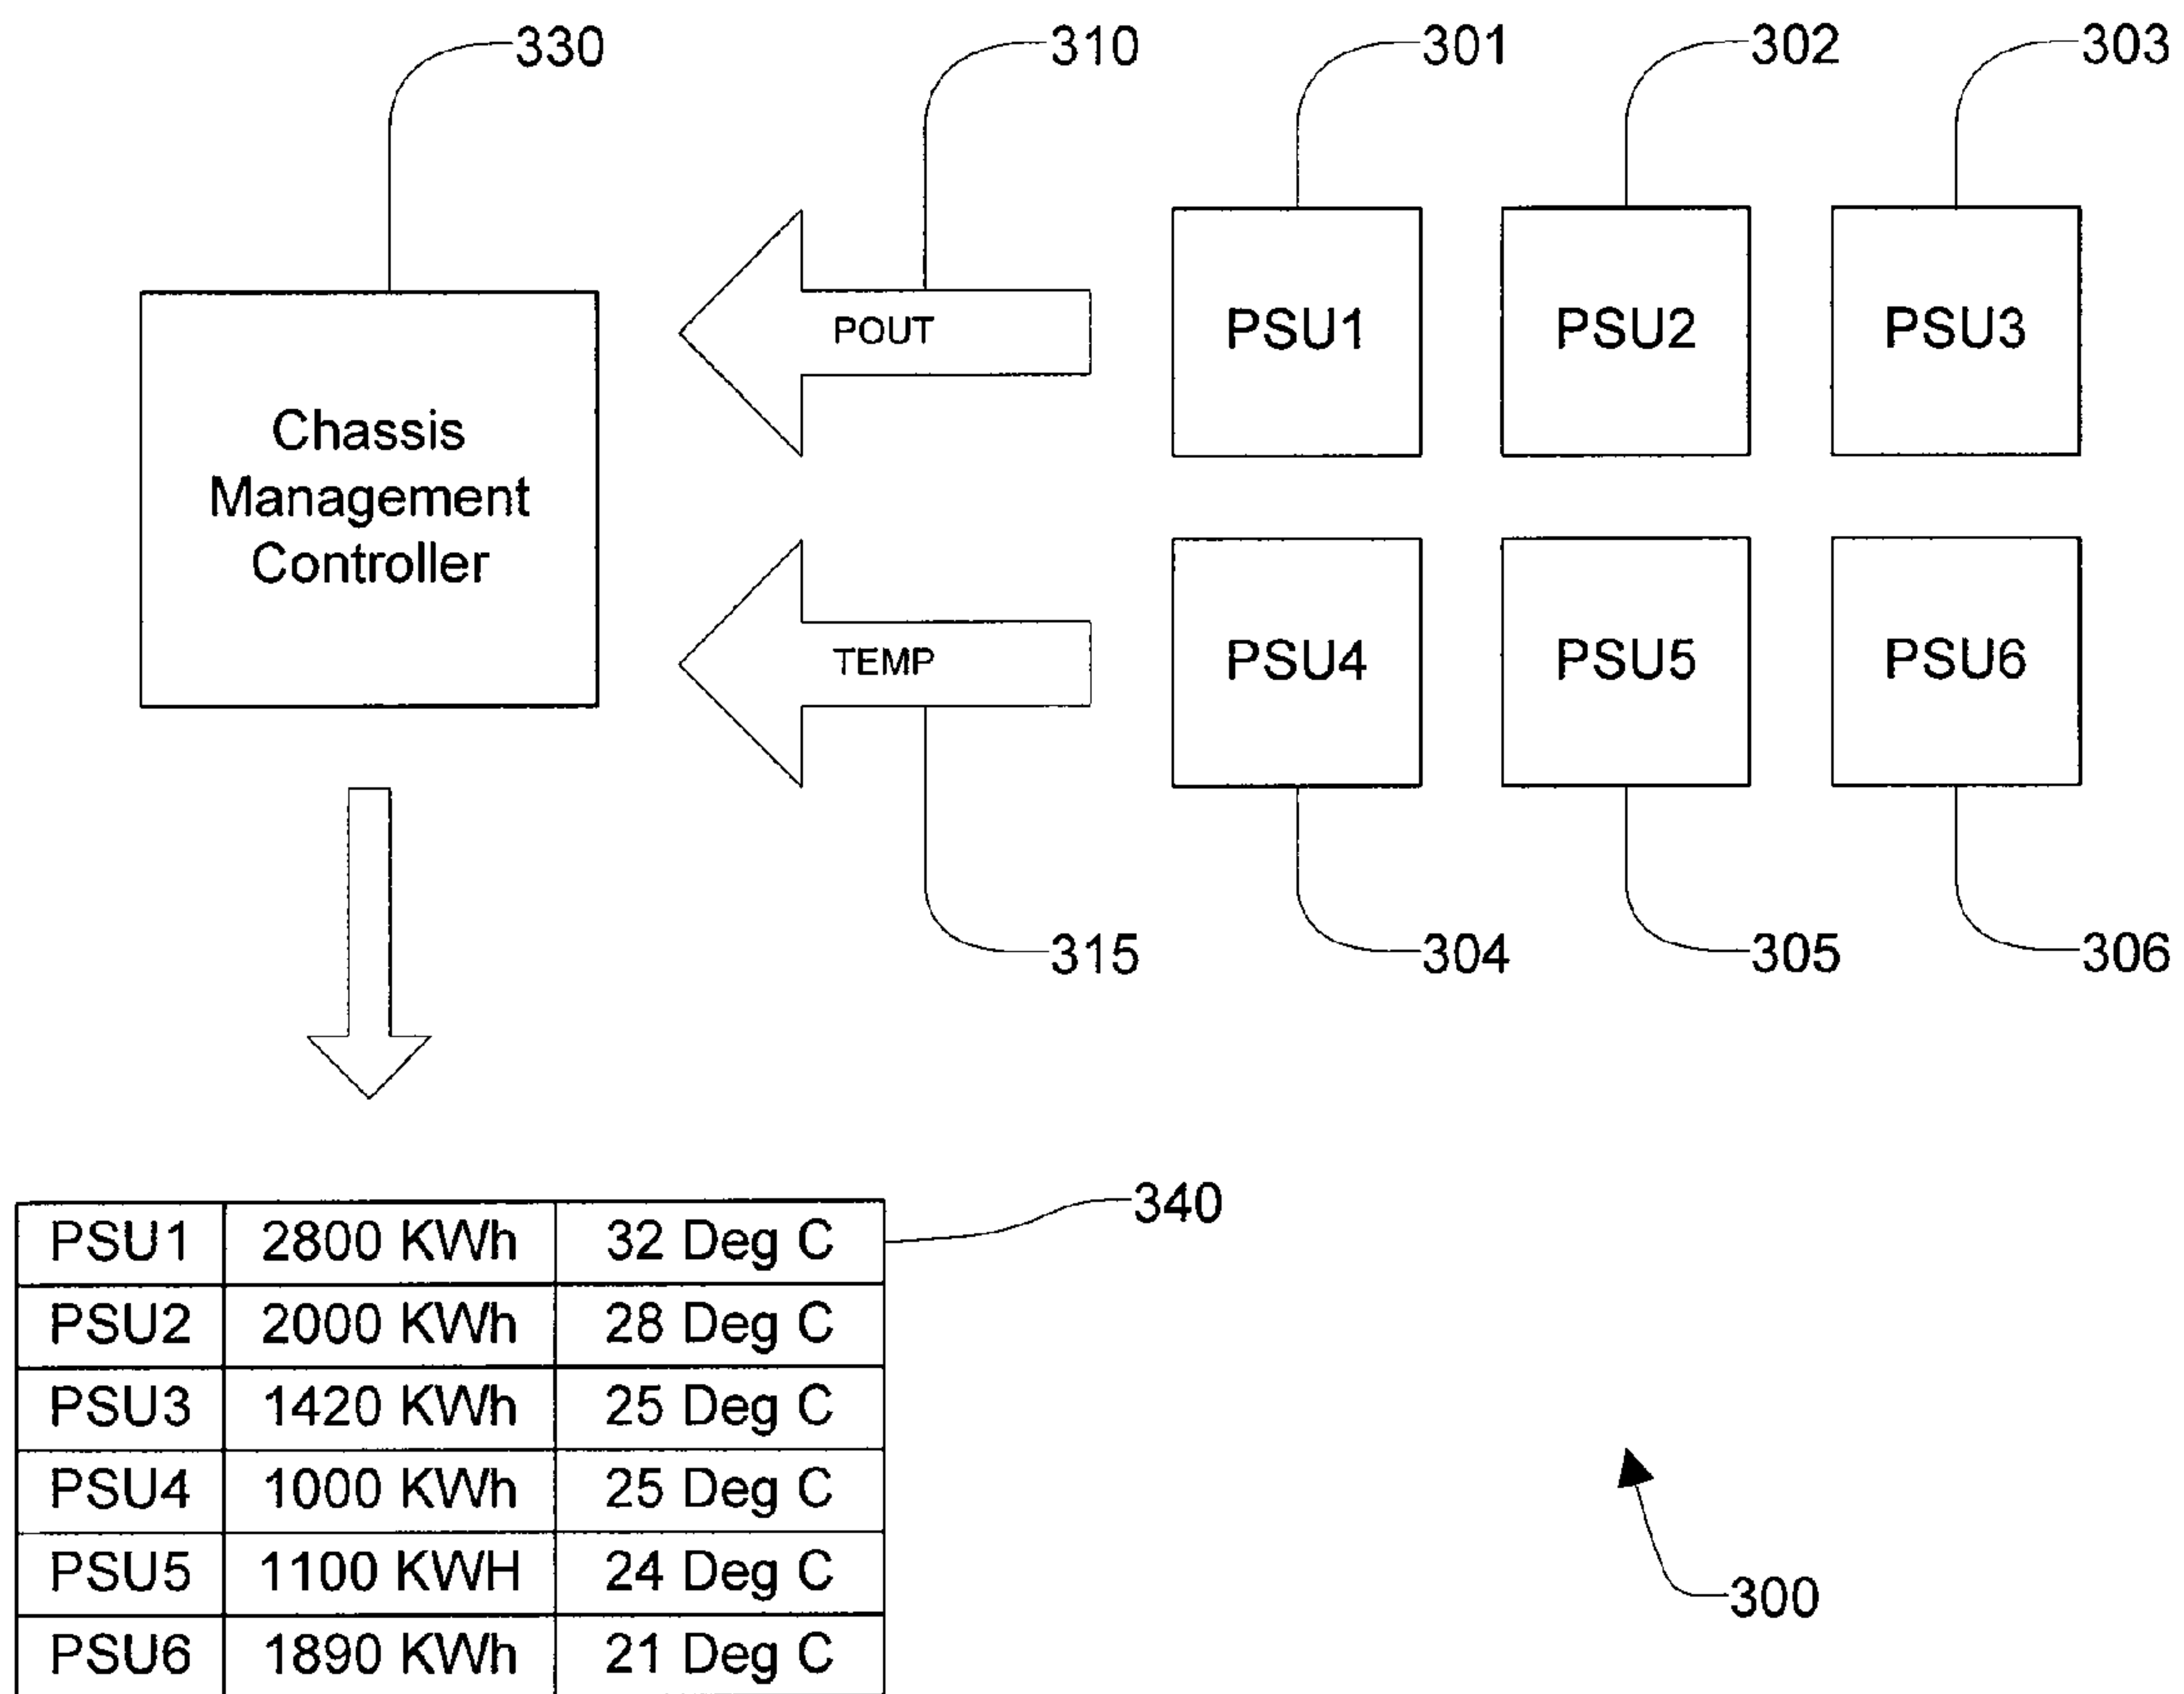 330
310
301
302
303
POUT
PSU1
PSU2
PSU3
Chassis
Management
Controller
TEMP
PSU4
PSU5
PSU6
315
304
305
306
340
PSU1 2800 KWh 32 Deg C
PSU2 2000 KWh 28 Deg C
PSU3 1420 KWh 25 Deg C
PSU4 1000 KWh 25 Deg C
PSU5 1100 KWH 24 Deg C
PSU6 1890 KWh 21 Deg C
300